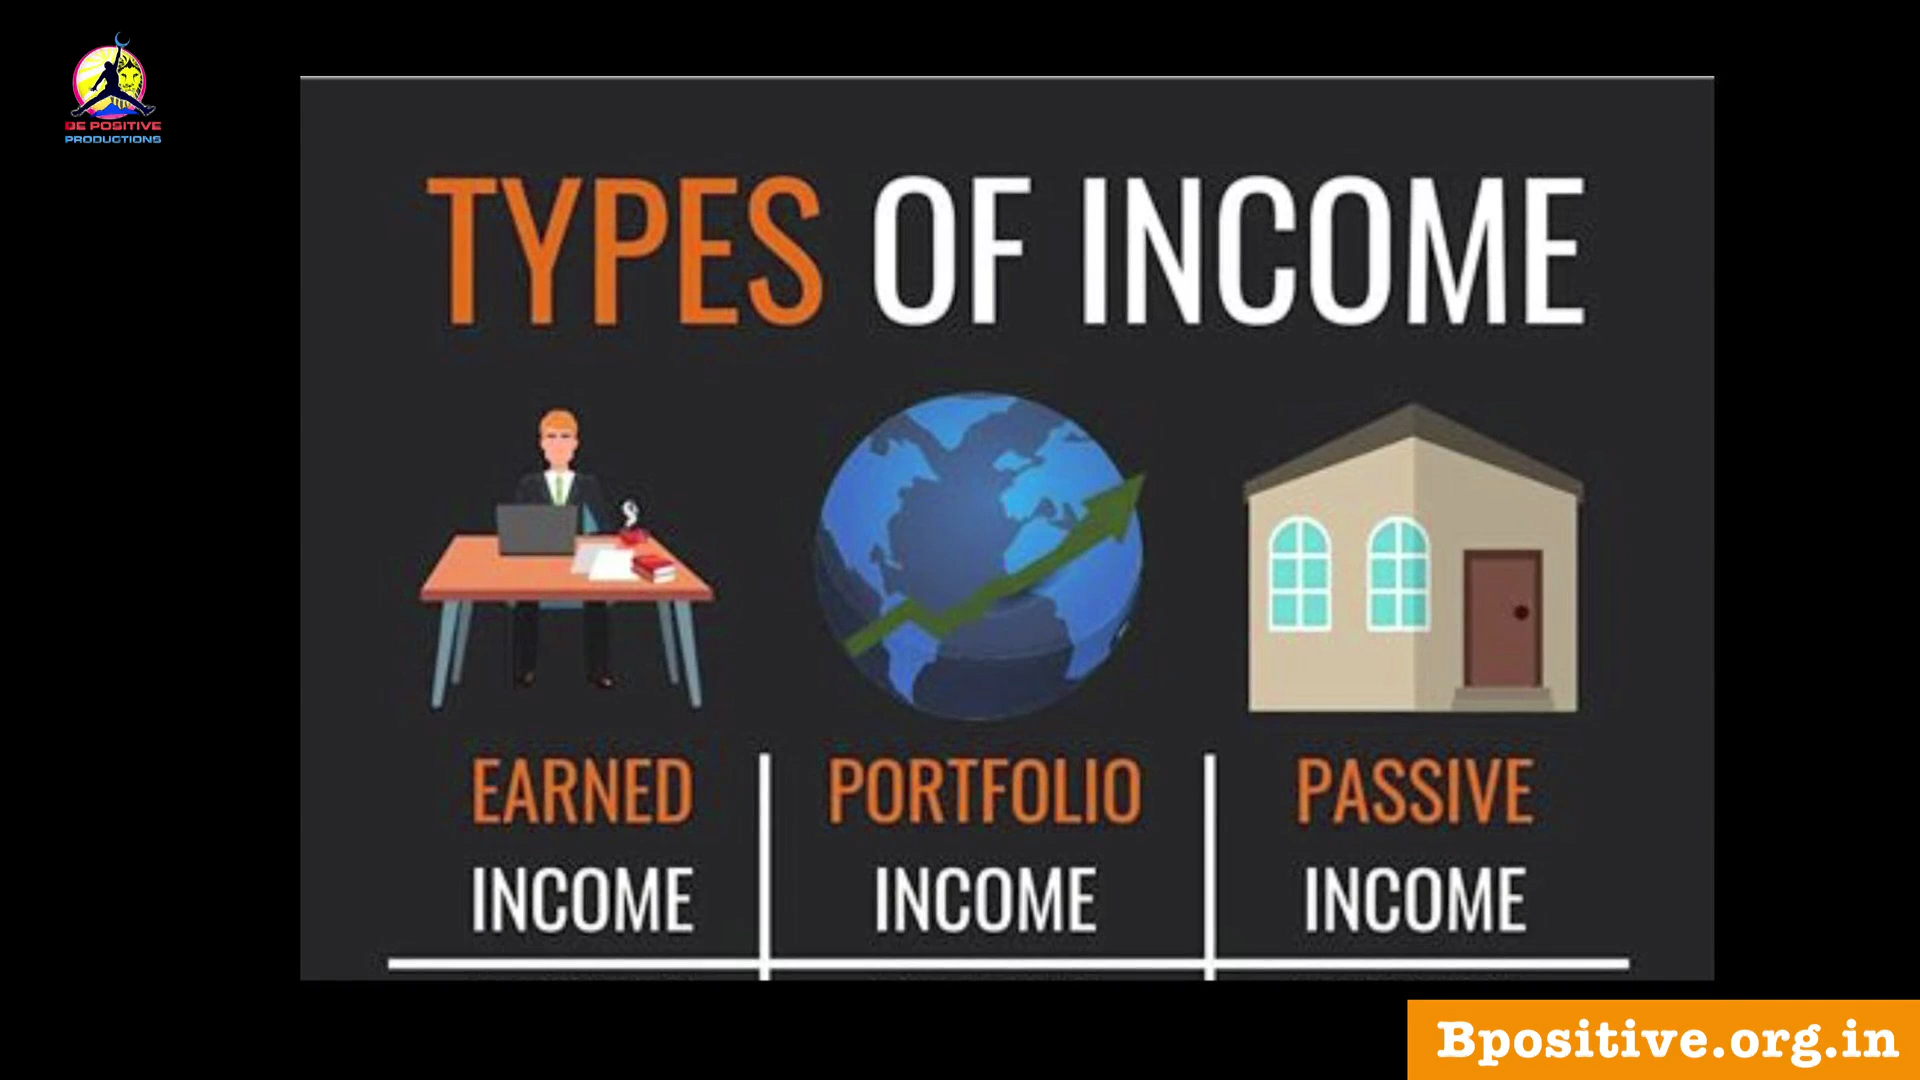 BE POSITIVE
PRODUCTIONS
TYPES OF INCOME
EARNED
INCOME
PORTFOLIO
INCOME
PASSIVE
INCOME
Bpositive.org.in